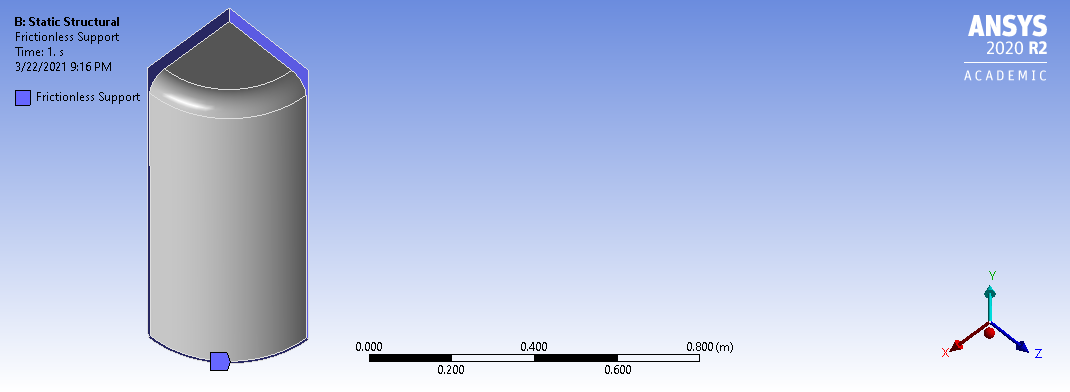 B: Static Structural
Frictionless Support
Time: 1. s
3/22/2021 9:16 PM
Frictionless Support
ANSYS
2020 R2
ACADEMIC
0.000 0.400 0.800 (m)
0.200 0.600
Y
X Z